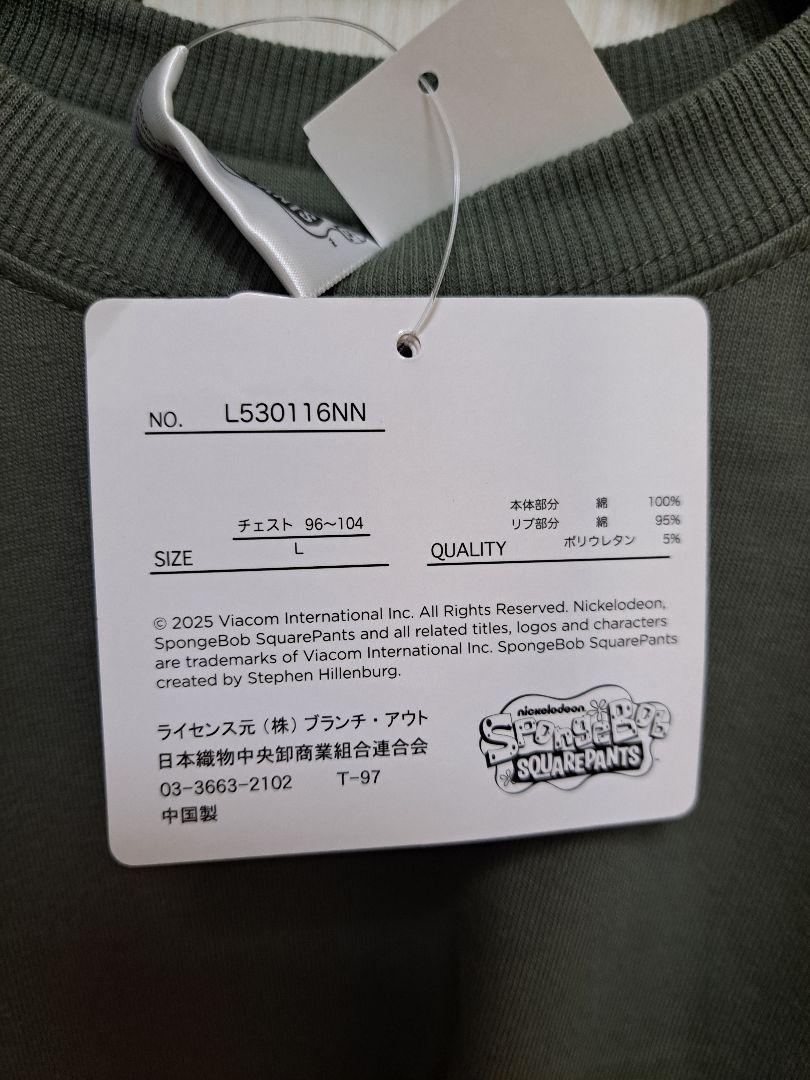 NO. L530116NN
チェスト 96〜104
SIZE L
本体部分 綿 100%
リブ部分 綿 95%
ポリウレタン 5%
QUALITY
© 2025 Viacom International Inc. All Rights Reserved. Nickelodeon,
SpongeBob SquarePants and all related titles, logos and characters
are trademarks of Viacom International Inc. SpongeBob SquarePants
created by Stephen Hillenburg.
ライセンス元（株）ブランチ・アウト
日本織物中央卸商業組合連合会
03-3663-2102 T-97
中国製
nickelodeon
SpongeBob
SQUAREPANTS
™